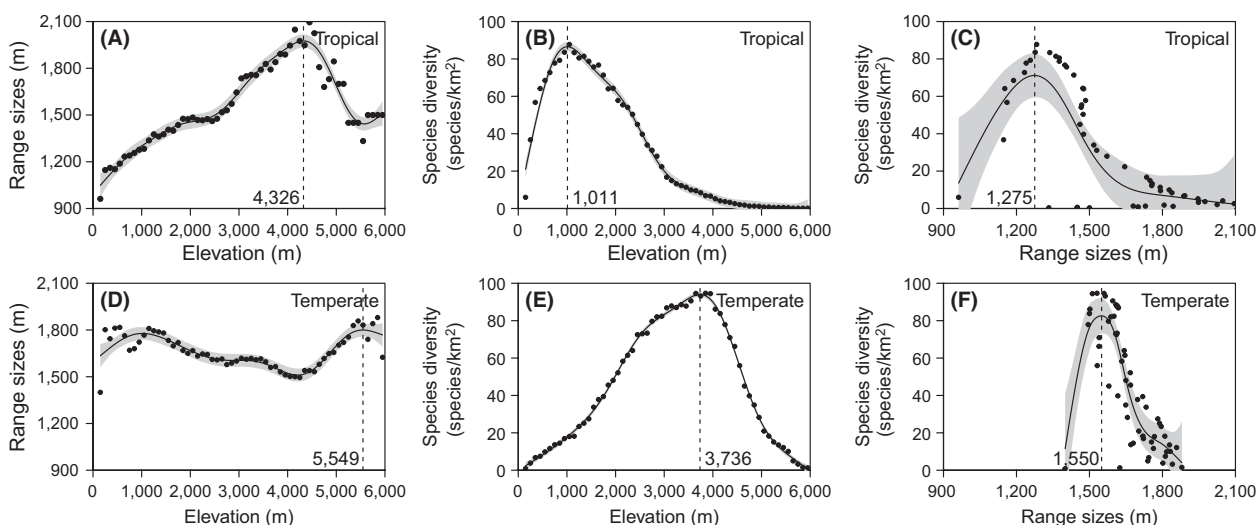 (A) Tropical
Range sizes (m)
2,100
1,800
1,500
1,200
900
4,326
0 1,000 2,000 3,000 4,000 5,000 6,000
Elevation (m)
(B) Tropical
Species diversity
(species/km²)
100
80
60
40
20
0
1,011
0 1,000 2,000 3,000 4,000 5,000 6,000
Elevation (m)
(C) Tropical
Species diversity
(species/km²)
100
80
60
40
20
0
1,275
900 1,200 1,500 1,800 2,100
Range sizes (m)
(D) Temperate
Range sizes (m)
2,100
1,800
1,500
1,200
900
5,549
0 1,000 2,000 3,000 4,000 5,000 6,000
Elevation (m)
(E) Temperate
Species diversity
(species/km²)
100
80
60
40
20
0
3,736
0 1,000 2,000 3,000 4,000 5,000 6,000
Elevation (m)
(F) Temperate
Species diversity
(species/km²)
100
80
60
40
20
0
1,550
900 1,200 1,500 1,800 2,100
Range sizes (m)